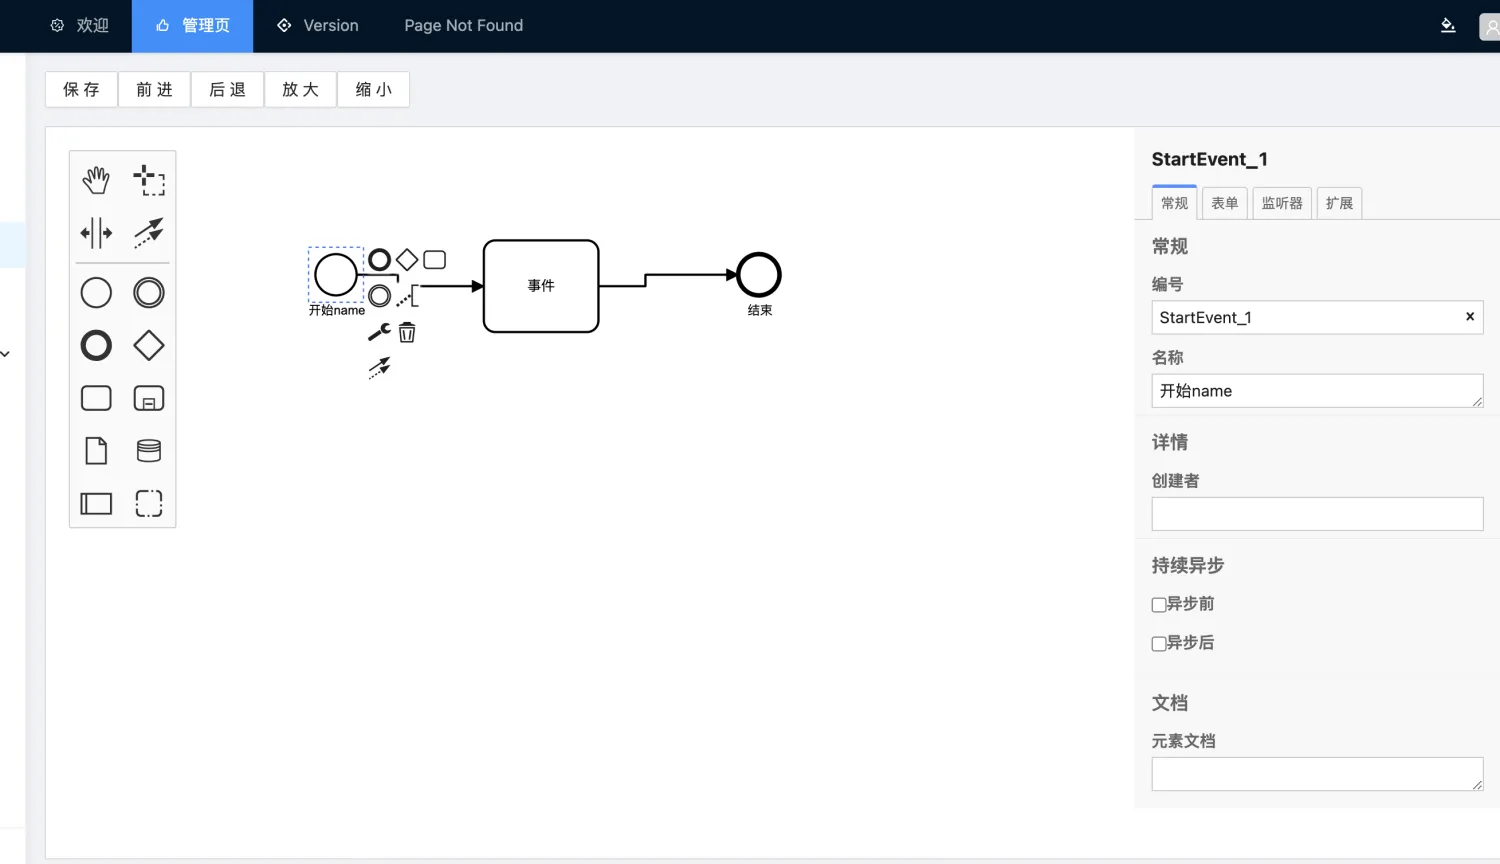 欢迎
管理页
Version
Page Not Found
保 存
前 进
后 退
放 大
缩 小
开始name
事件
结束
StartEvent_1
常规
表单
监听器
扩展
常规
编号
StartEvent_1
名称
开始name
详情
创建者
持续异步
异步前
异步后
文档
元素文档